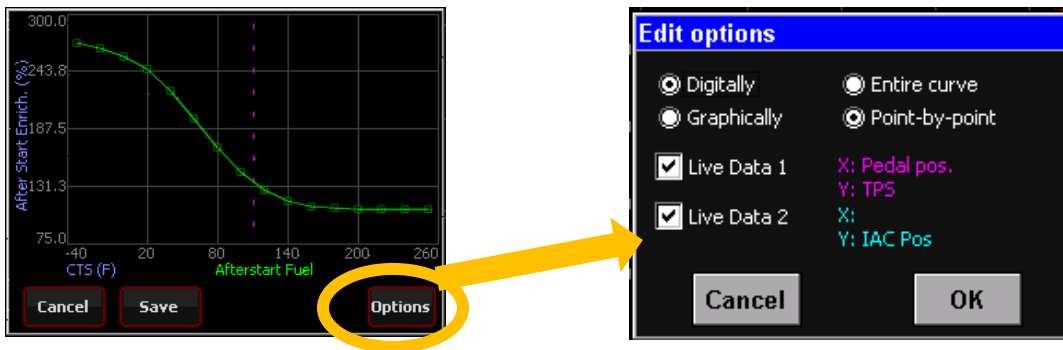 300.0
243.8
187.5
131.3
75.0
After Start Enrich. (%)
-40 20 80 140 200 260
CTS (F) Afterstart Fuel
Cancel Save Options
Edit options
Digitally Entire curve
Graphically Point-by-point
Live Data 1 X: Pedal pos.
Y: TPS
Live Data 2 X:
Y: IAC Pos
Cancel OK